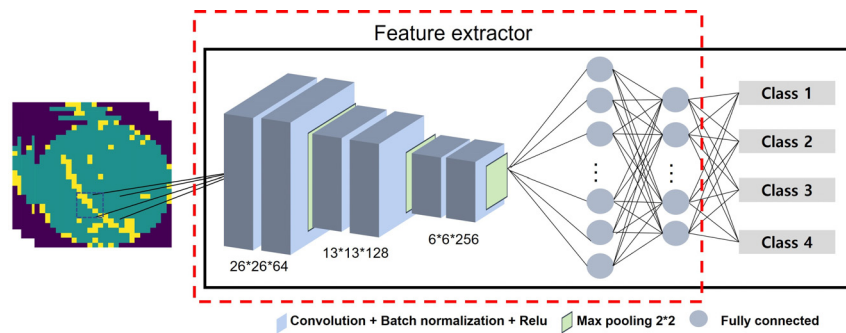 Feature extractor
Class 1
Class 2
Class 3
Class 4
26*26*64
13*13*128
6*6*256
Convolution + Batch normalization + Relu
Max pooling 2*2
Fully connected